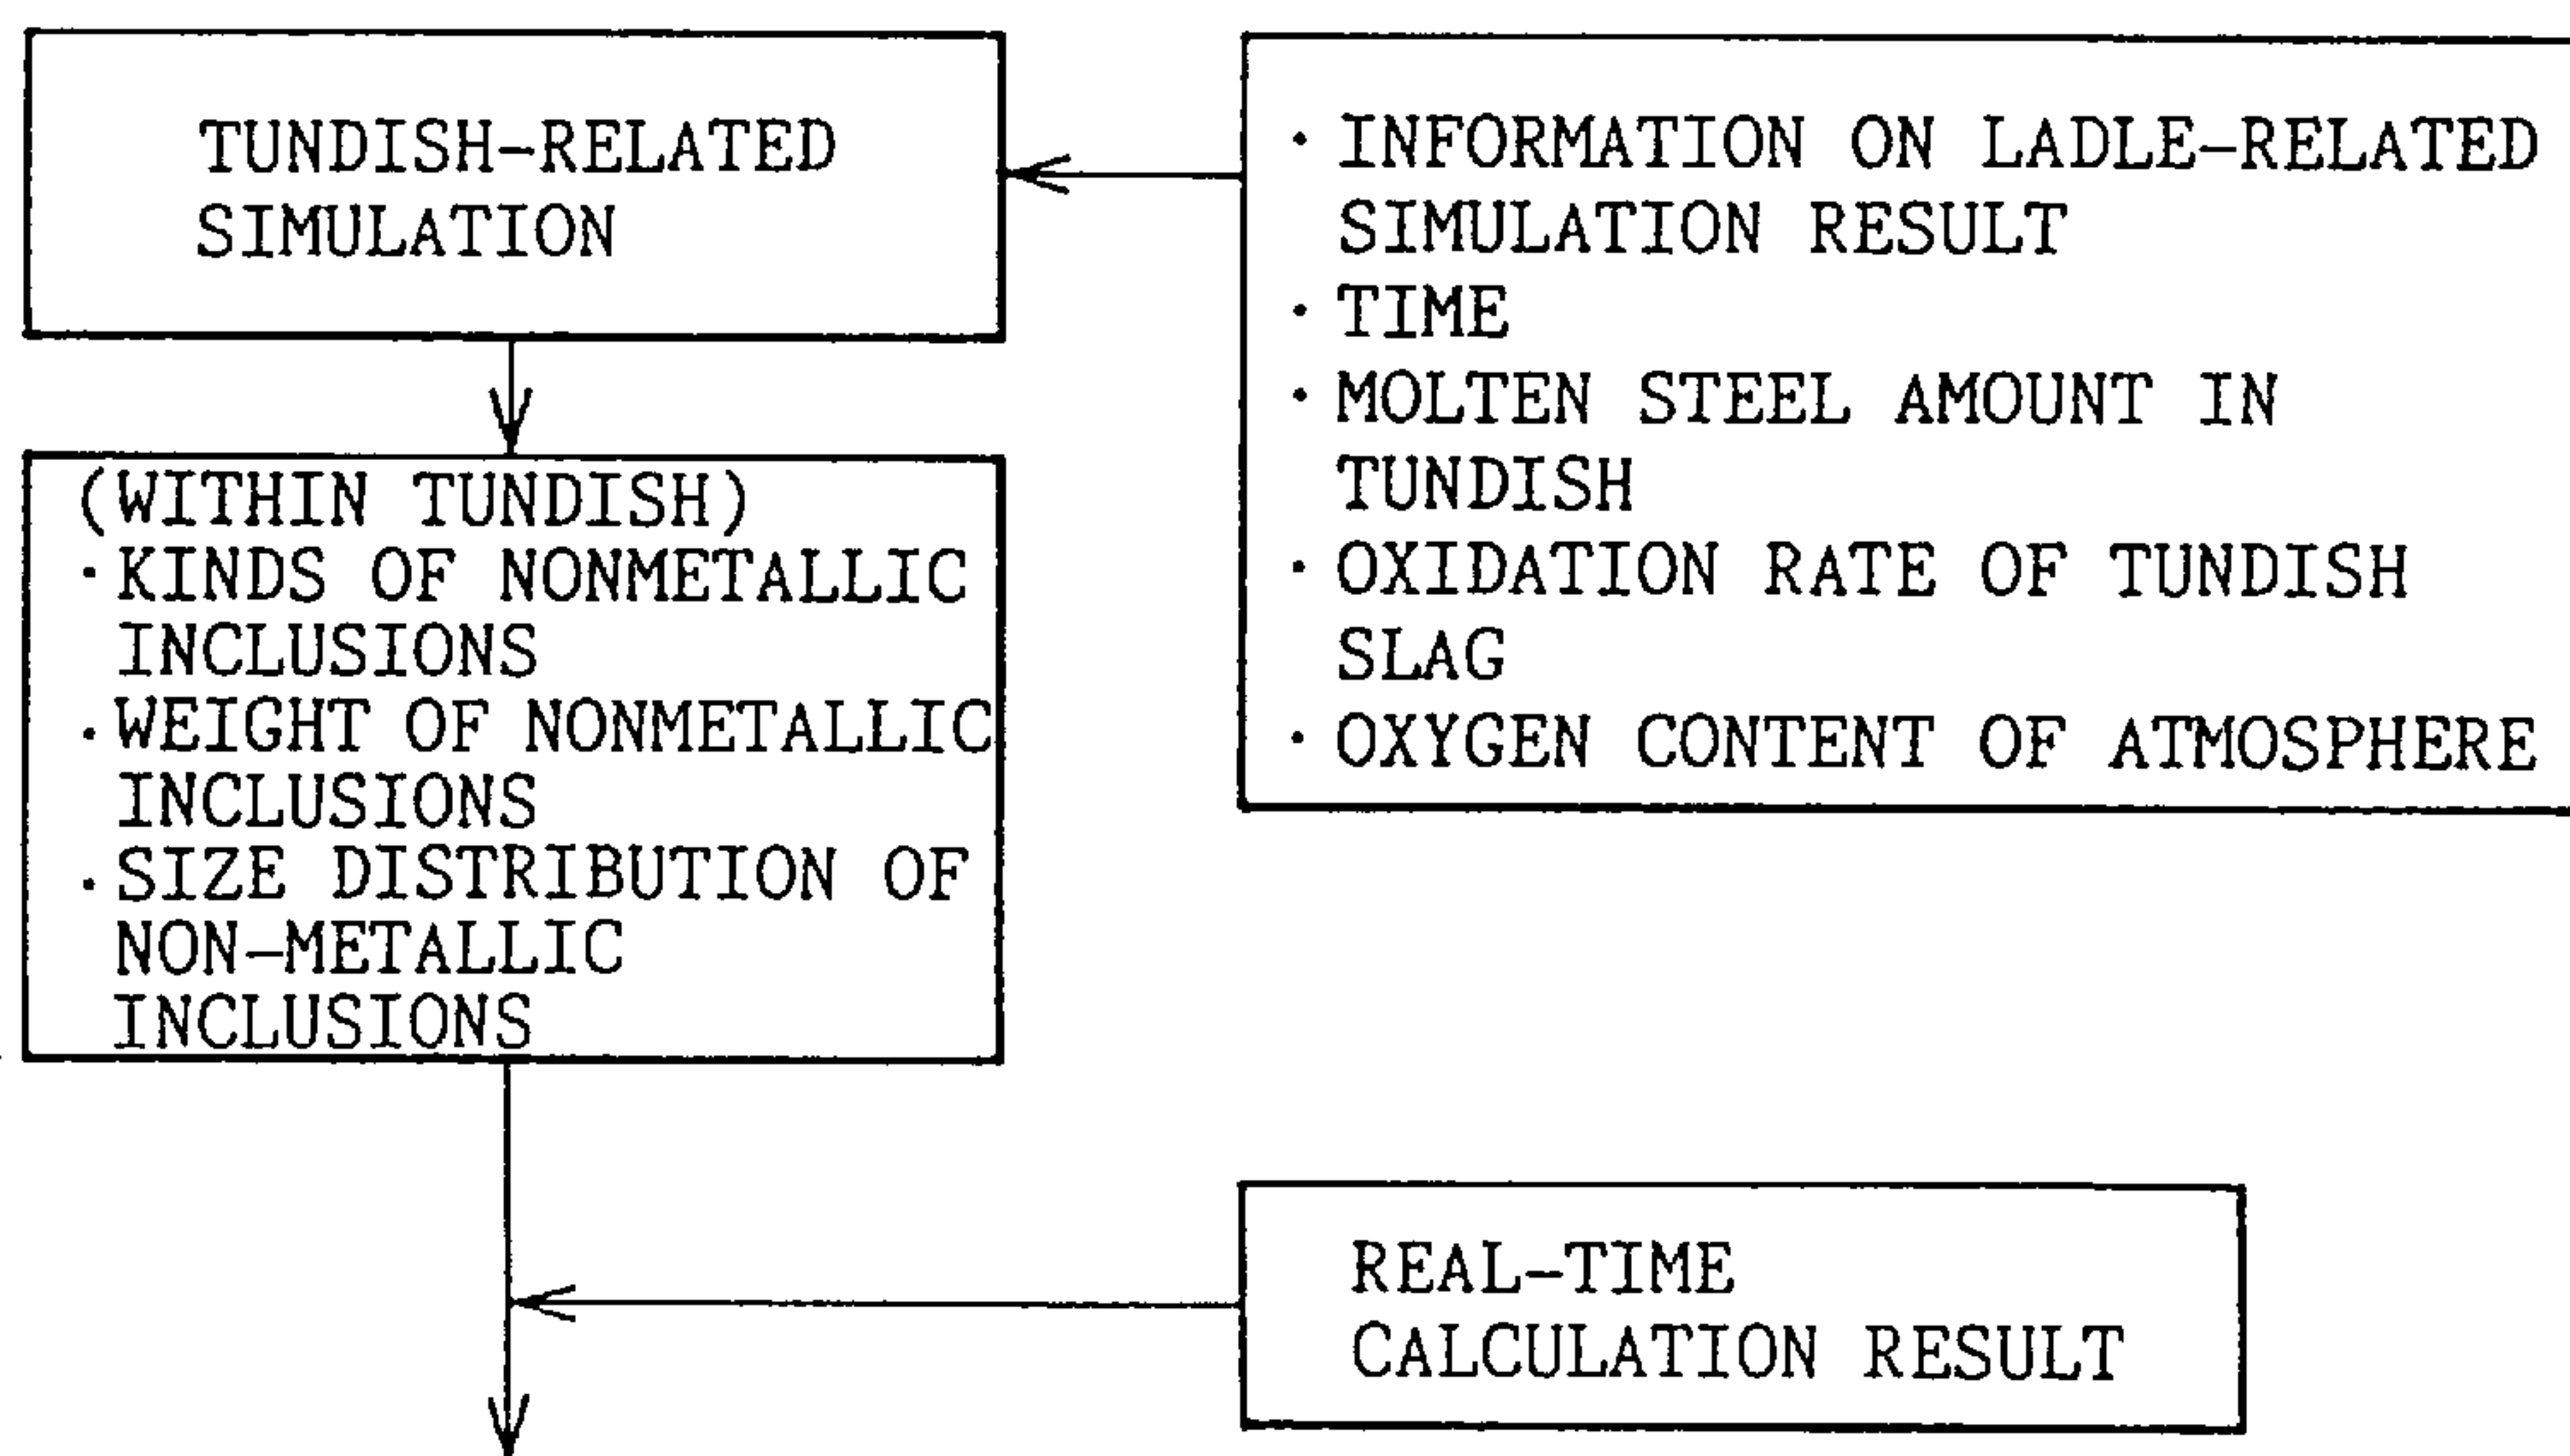 TUNDISH-RELATED
SIMULATION
· INFORMATION ON LADLE-RELATED
SIMULATION RESULT
· TIME
· MOLTEN STEEL AMOUNT IN
TUNDISH
· OXIDATION RATE OF TUNDISH
SLAG
· OXYGEN CONTENT OF ATMOSPHERE
(WITHIN TUNDISH)
· KINDS OF NONMETALLIC
INCLUSIONS
· WEIGHT OF NONMETALLIC
INCLUSIONS
· SIZE DISTRIBUTION OF
NON-METALLIC
INCLUSIONS
REAL-TIME
CALCULATION RESULT